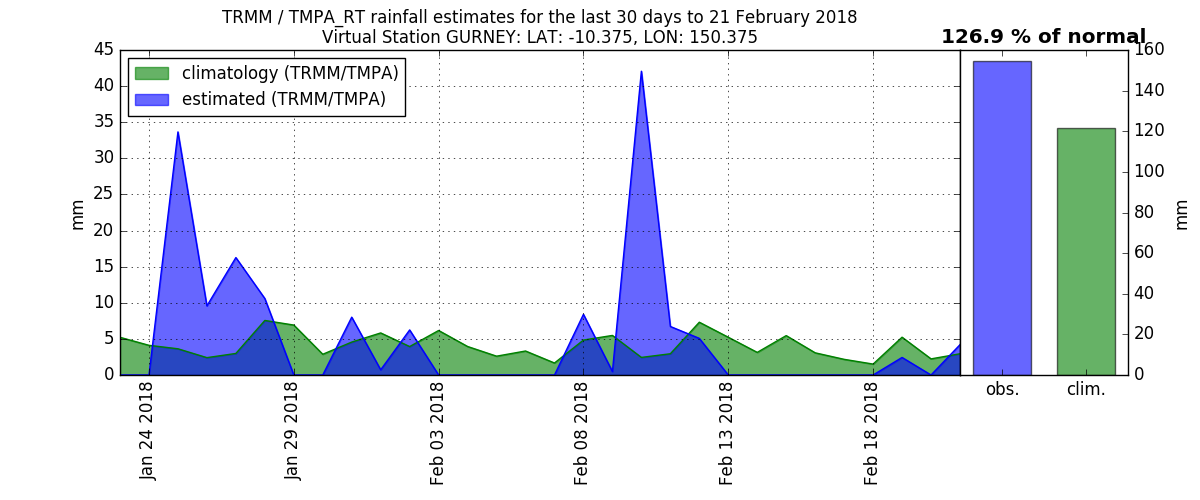 TRMM / TMPA_RT rainfall estimates for the last 30 days to 21 February 2018
Virtual Station GURNEY: LAT: -10.375, LON: 150.375
126.9 % of normal
climatology (TRMM/TMPA)
estimated (TRMM/TMPA)
45
40
35
30
25
20
15
10
5
0
mm
Jan 24 2018
Jan 29 2018
Feb 03 2018
Feb 08 2018
Feb 13 2018
Feb 18 2018
obs.
clim.
160
140
120
100
80
60
40
20
0
mm